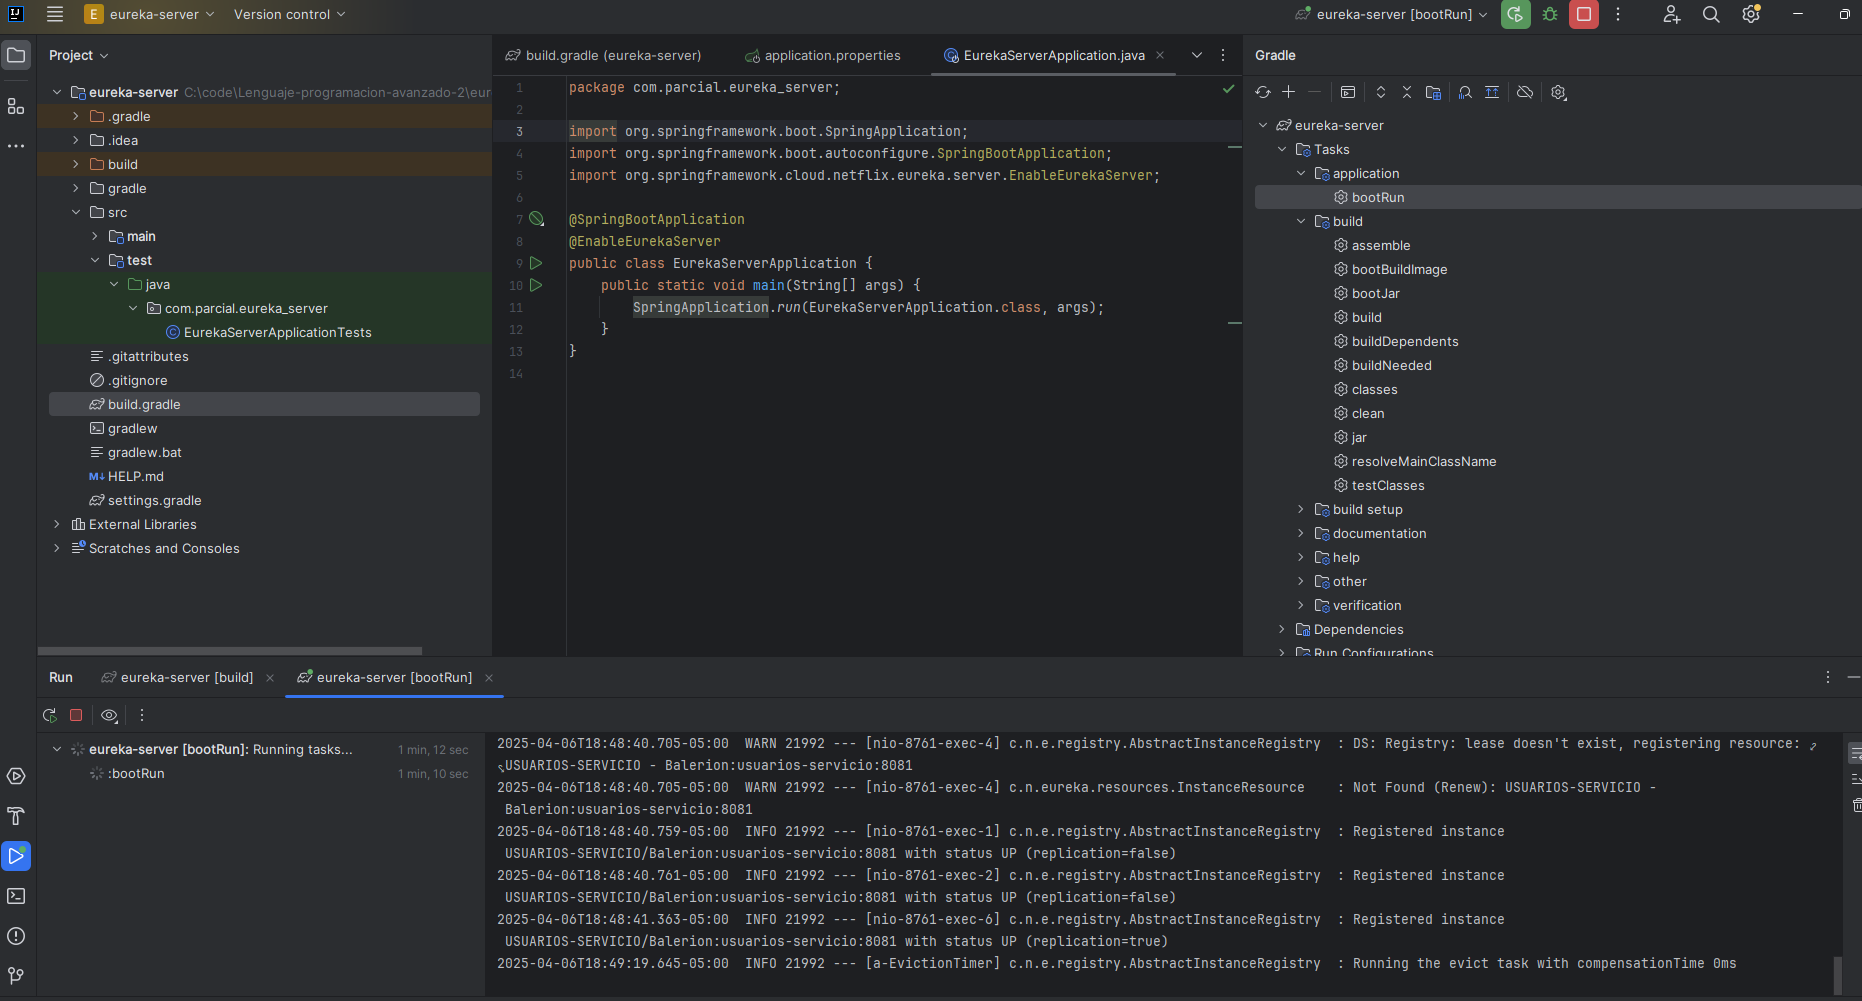 eureka-server
Version control
eureka-server [bootRun]
Project
eureka-server C:\code\Lenguaje-programacion-avanzado-2\eur
.gradle
.idea
build
gradle
src
main
test
java
com.parcial.eureka_server
EurekaServerApplicationTests
.gitattributes
.gitignore
build.gradle
gradlew
gradlew.bat
HELP.md
settings.gradle
External Libraries
Scratches and Consoles
build.gradle (eureka-server)
application.properties
EurekaServerApplication.java
1 package com.parcial.eureka_server;
2
3 import org.springframework.boot.SpringApplication;
4 import org.springframework.boot.autoconfigure.SpringBootApplication;
5 import org.springframework.cloud.netflix.eureka.server.EnableEurekaServer;
6
7 @SpringBootApplication
8 @EnableEurekaServer
9 public class EurekaServerApplication {
10 public static void main(String[] args) {
11 SpringApplication.run(EurekaServerApplication.class, args);
12 }
13 }
14
Gradle
eureka-server
Tasks
application
bootRun
build
assemble
bootBuildImage
bootJar
build
buildDependents
buildNeeded
classes
clean
jar
resolveMainClassName
testClasses
build setup
documentation
help
other
verification
Dependencies
Run Configurations
Run
eureka-server [build]
eureka-server [bootRun]
eureka-server [bootRun]: Running tasks... 1 min, 12 sec
:bootRun 1 min, 10 sec
2025-04-06T18:48:40.705-05:00  WARN 21992 --- [nio-8761-exec-4] c.n.e.registry.AbstractInstanceRegistry  : DS: Registry: lease doesn't exist, registering resource:
USUARIOS-SERVICIO - Balerion:usuarios-servicio:8081
2025-04-06T18:48:40.705-05:00  WARN 21992 --- [nio-8761-exec-4] c.n.eureka.resources.InstanceResource    : Not Found (Renew): USUARIOS-SERVICIO -
Balerion:usuarios-servicio:8081
2025-04-06T18:48:40.759-05:00  INFO 21992 --- [nio-8761-exec-1] c.n.e.registry.AbstractInstanceRegistry  : Registered instance
USUARIOS-SERVICIO/Balerion:usuarios-servicio:8081 with status UP (replication=false)
2025-04-06T18:48:40.761-05:00  INFO 21992 --- [nio-8761-exec-2] c.n.e.registry.AbstractInstanceRegistry  : Registered instance
USUARIOS-SERVICIO/Balerion:usuarios-servicio:8081 with status UP (replication=false)
2025-04-06T18:48:41.363-05:00  INFO 21992 --- [nio-8761-exec-6] c.n.e.registry.AbstractInstanceRegistry  : Registered instance
USUARIOS-SERVICIO/Balerion:usuarios-servicio:8081 with status UP (replication=true)
2025-04-06T18:49:19.645-05:00  INFO 21992 --- [a-EvictionTimer] c.n.e.registry.AbstractInstanceRegistry  : Running the evict task with compensationTime 0ms